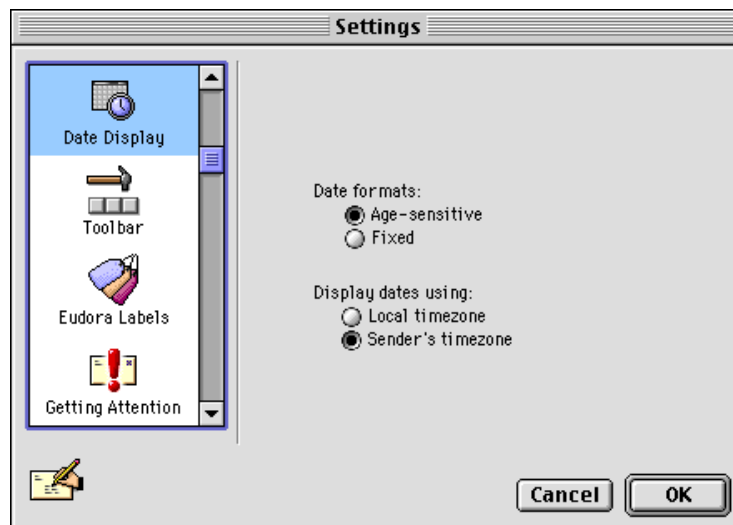 Settings
Date Display
Toolbar
Eudora Labels
Getting Attention
Date formats:
Age-sensitive
Fixed
Display dates using:
Local timezone
Sender's timezone
Cancel
OK